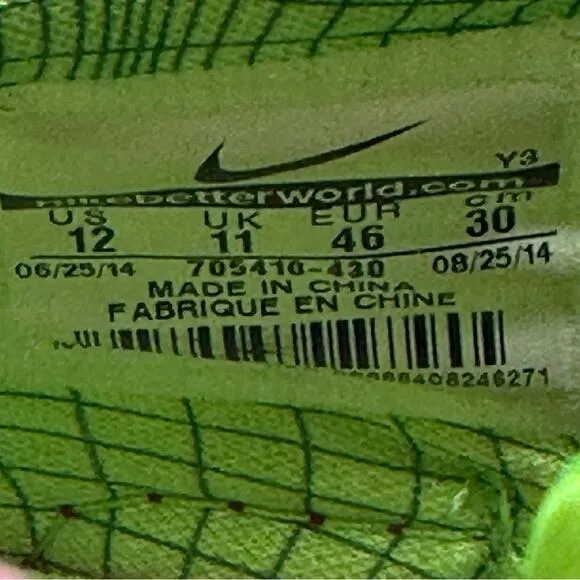 Y3
nikebetterworld.com
US UK EUR cm
12 11 46 30
06/25/14 705410-430 08/25/14
MADE IN CHINA
FABRIQUE EN CHINE
408246271